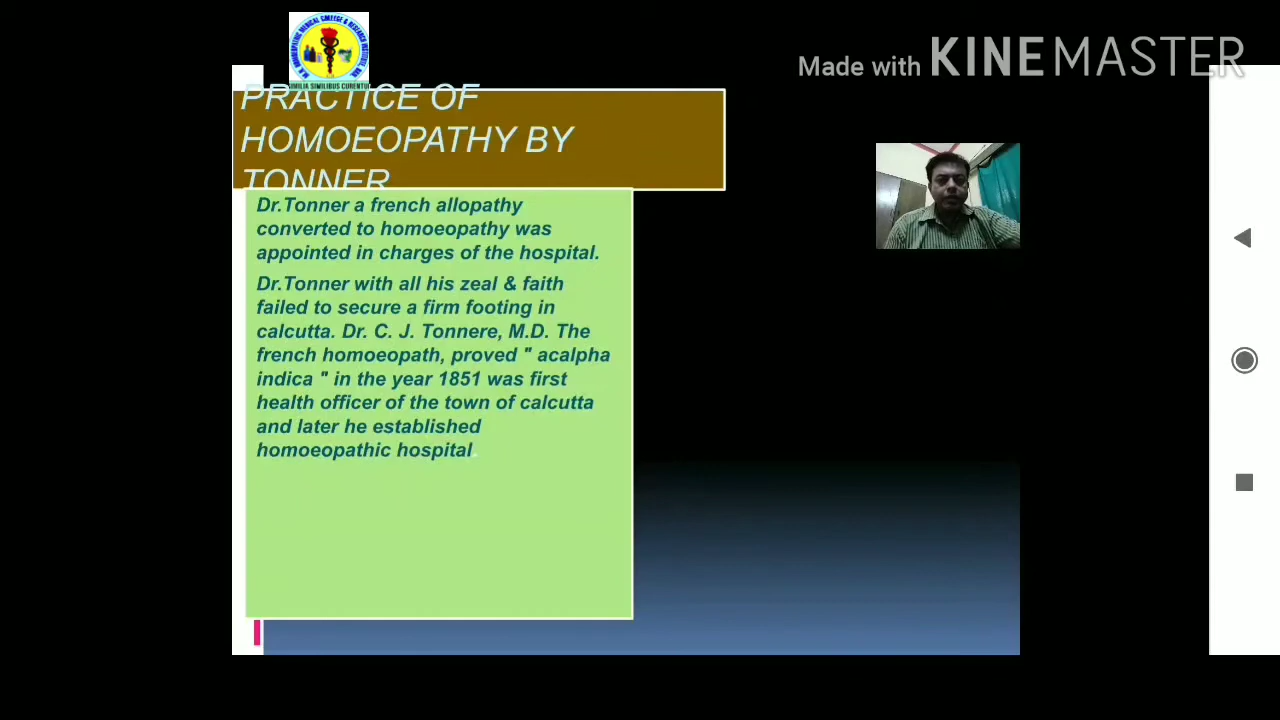 Made with KINEMASTER
SIMILIA SIMILIBUS CURENTUR
PRACTICE OF
HOMOEOPATHY BY
TONNER
Dr.Tonner a french allopathy
converted to homoeopathy was
appointed in charges of the hospital.
Dr.Tonner with all his zeal & faith
failed to secure a firm footing in
calcutta. Dr. C. J. Tonnere, M.D. The
french homoeopath, proved " acalpha
indica " in the year 1851 was first
health officer of the town of calcutta
and later he established
homoeopathic hospital.